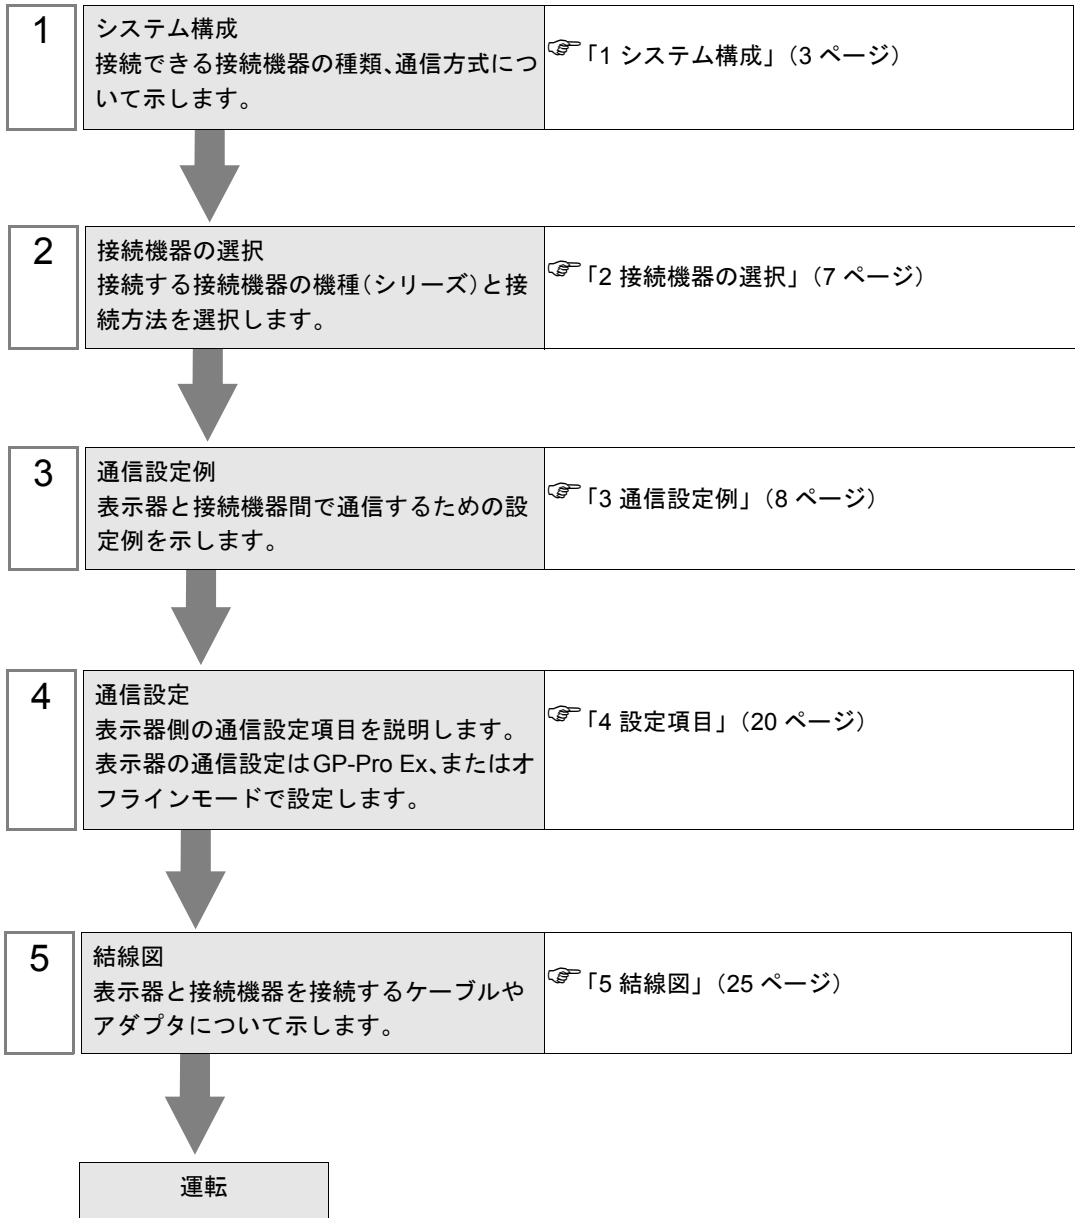 1
システム構成
接続できる接続機器の種類、通信方式につ
いて示します。
「1 システム構成」(3 ページ)
2
接続機器の選択
接続する接続機器の機種(シリーズ)と接
続方法を選択します。
「2 接続機器の選択」(7 ページ)
3
通信設定例
表示器と接続機器間で通信するための設
定例を示します。
「3 通信設定例」(8 ページ)
4
通信設定
表示器側の通信設定項目を説明します。
表示器の通信設定はGP-Pro Ex、またはオ
フラインモードで設定します。
「4 設定項目」(20 ページ)
5
結線図
表示器と接続機器を接続するケーブルや
アダプタについて示します。
「5 結線図」(25 ページ)
運転